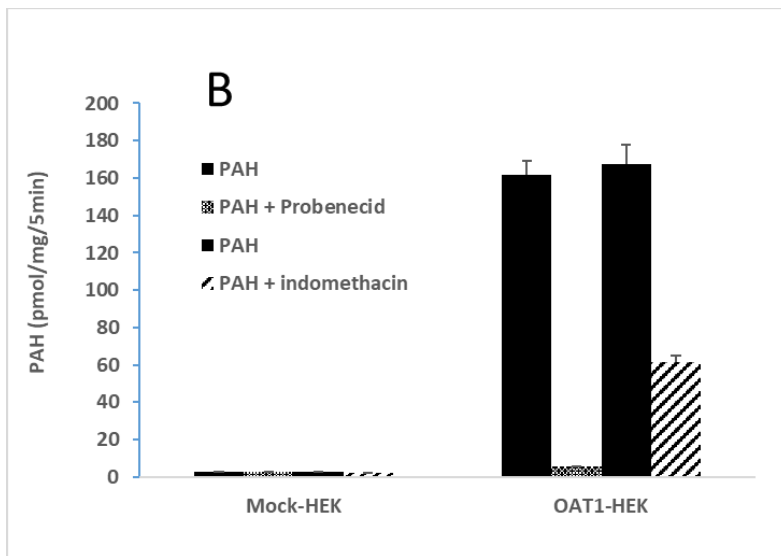 B
PAH (pmol/mg/5min)
200
180
160
140
120
100
80
60
40
20
0
PAH
PAH + Probenecid
PAH
PAH + indomethacin
Mock-HEK
OAT1-HEK